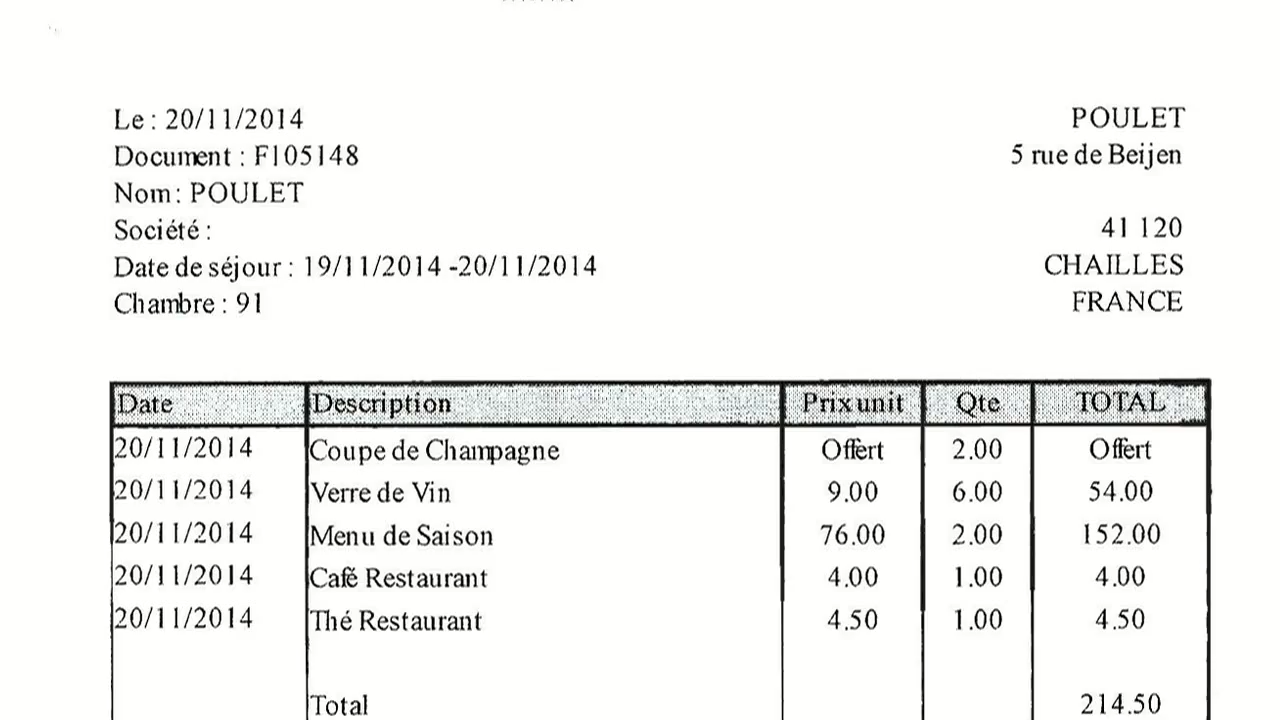 Le : 20/11/2014
Document : F105148
Nom : POULET
Société :
Date de séjour : 19/11/2014 -20/11/2014
Chambre : 91
POULET
5 rue de Beijen
41 120
CHAILLES
FRANCE
Date Description Prix unit Qte TOTAL
20/11/2014 Coupe de Champagne Offert 2.00 Offert
20/11/2014 Verre de Vin 9.00 6.00 54.00
20/11/2014 Menu de Saison 76.00 2.00 152.00
20/11/2014 Café Restaurant 4.00 1.00 4.00
20/11/2014 Thé Restaurant 4.50 1.00 4.50
Total 214.50